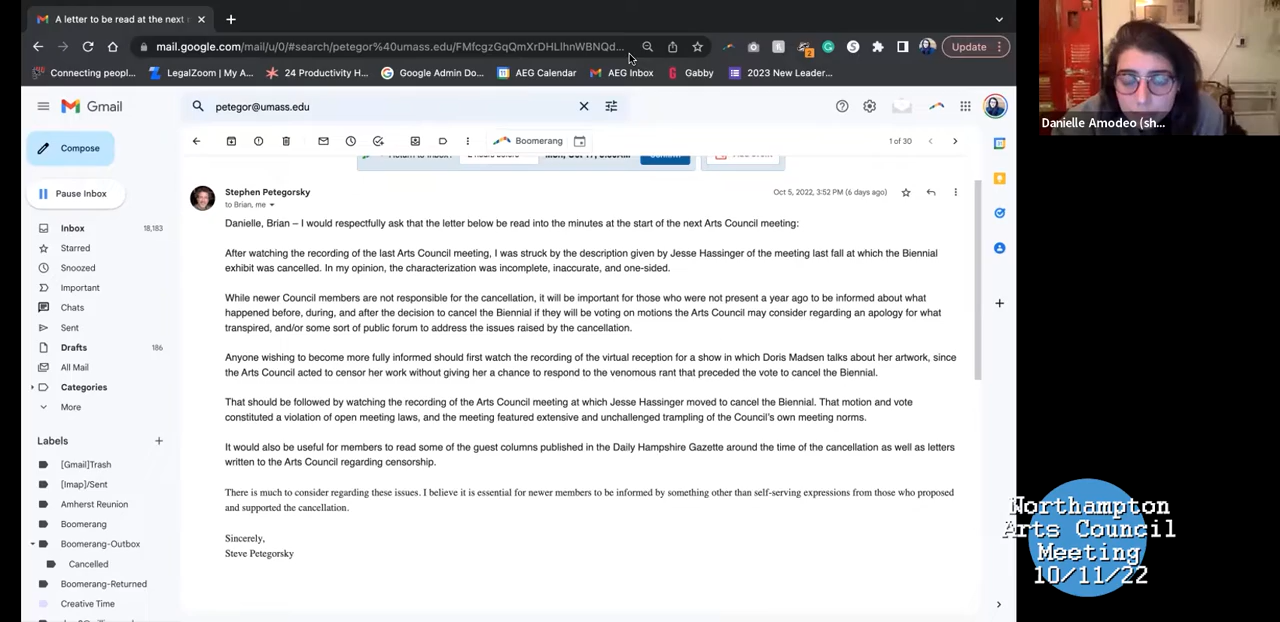 A letter to be read at the next
mail.google.com/mail/u/0/#search/petegor%40umass.edu/FMfcgzGqQmXrDHLlhnWBNQd...
Update
Connecting peopl...
LegalZoom | My A...
24 Productivity H...
Google Admin Do...
AEG Calendar
AEG Inbox
Gabby
2023 New Leader...
Gmail
petegor@umass.edu
Compose
Boomerang
1 of 30
Pause Inbox
Inbox 18,183
Starred
Snoozed
Important
Chats
Sent
Drafts 186
All Mail
Categories
More
Labels
[Gmail]Trash
[Imap]/Sent
Amherst Reunion
Boomerang
Boomerang-Outbox
Cancelled
Boomerang-Returned
Creative Time
Stephen Petegorsky
Oct 5, 2022, 3:52 PM (6 days ago)
to Brian, me
Danielle, Brian – I would respectfully ask that the letter below be read into the minutes at the start of the next Arts Council meeting:
After watching the recording of the last Arts Council meeting, I was struck by the description given by Jesse Hassinger of the meeting last fall at which the Biennial
exhibit was cancelled. In my opinion, the characterization was incomplete, inaccurate, and one-sided.
While newer Council members are not responsible for the cancellation, it will be important for those who were not present a year ago to be informed about what
happened before, during, and after the decision to cancel the Biennial if they will be voting on motions the Arts Council may consider regarding an apology for what
transpired, and/or some sort of public forum to address the issues raised by the cancellation.
Anyone wishing to become more fully informed should first watch the recording of the virtual reception for a show in which Doris Madsen talks about her artwork, since
the Arts Council acted to censor her work without giving her a chance to respond to the venomous rant that preceded the vote to cancel the Biennial.
That should be followed by watching the recording of the Arts Council meeting at which Jesse Hassinger moved to cancel the Biennial. That motion and vote
constituted a violation of open meeting laws, and the meeting featured extensive and unchallenged trampling of the Council's own meeting norms.
It would also be useful for members to read some of the guest columns published in the Daily Hampshire Gazette around the time of the cancellation as well as letters
written to the Arts Council regarding censorship.
There is much to consider regarding these issues. I believe it is essential for newer members to be informed by something other than self-serving expressions from those who proposed
and supported the cancellation.
Sincerely,
Steve Petegorsky
Danielle Amodeo (sh...
Northampton
Arts Council
Meeting
10/11/22